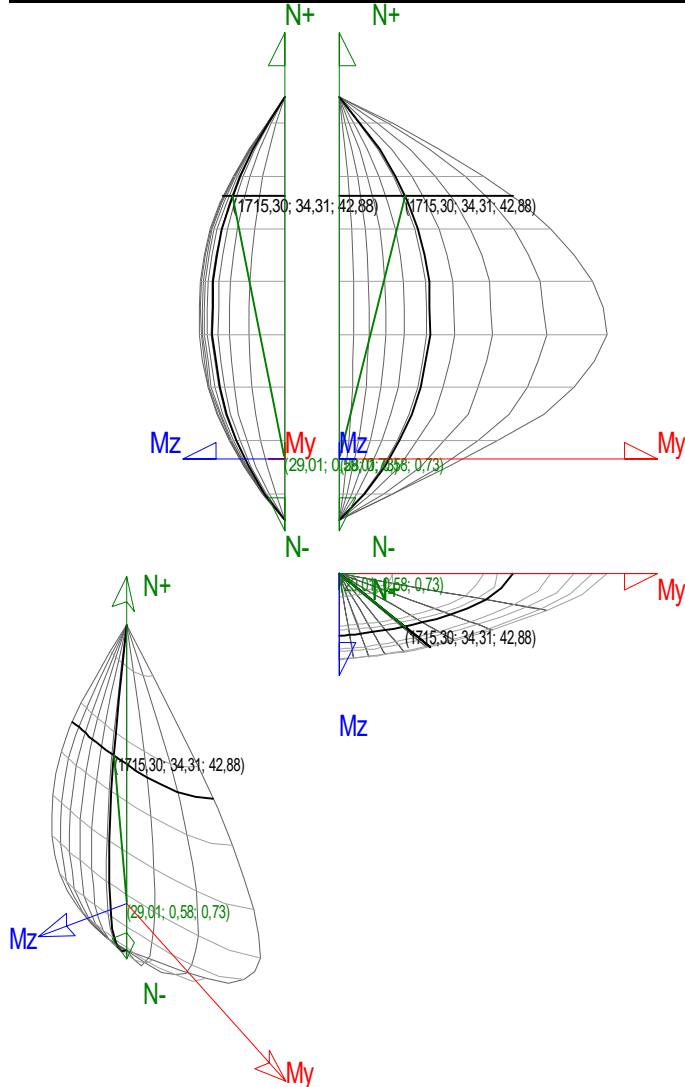 N+ N+
(1715,30; 34,31; 42,88) (1715,30; 34,31; 42,88)
Mz My Mz My
(29,01; 0,58; 0,73)
N- N-
N+ (29,01; 0,58; 0,73) My
N+
(1715,30; 34,31; 42,88)
Mz
(1715,30; 34,31; 42,88)
(29,01; 0,58; 0,73)
Mz
N-
My